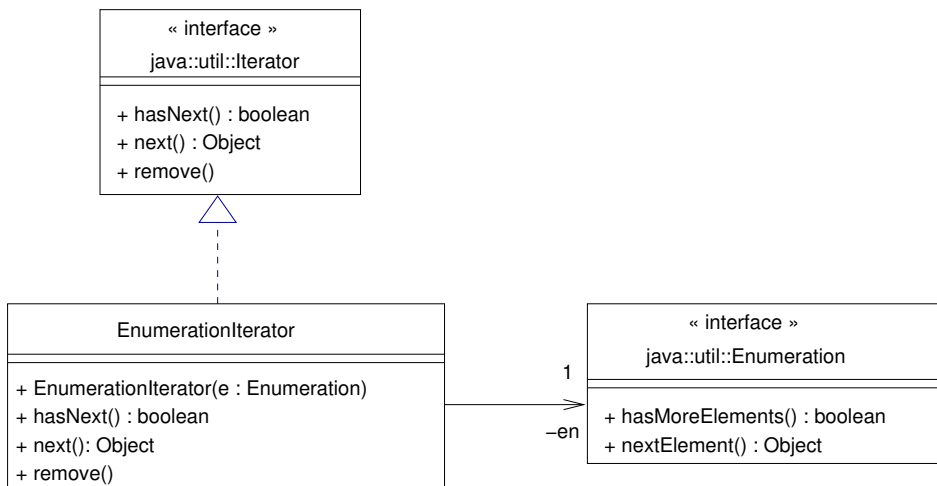 « interface »
java::util::Iterator
+ hasNext() : boolean
+ next() : Object
+ remove()
EnumerationIterator
+ EnumerationIterator(e : Enumeration)
+ hasNext() : boolean
+ next(): Object
+ remove()
1
–en
« interface »
java::util::Enumeration
+ hasMoreElements() : boolean
+ nextElement() : Object